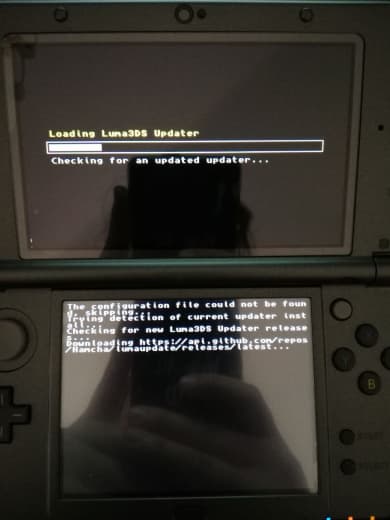 Loading Luma3DS Updater
Checking for an updated updater...
The configuration file could not be foun
d, skipping...
Trying detection of current updater inst
all...
Checking for new Luma3DS Updater release
s...
Downloading https://api.github.com/repos
/Hamcha/lumaupdate/releases/latest...
X
Y
B
START